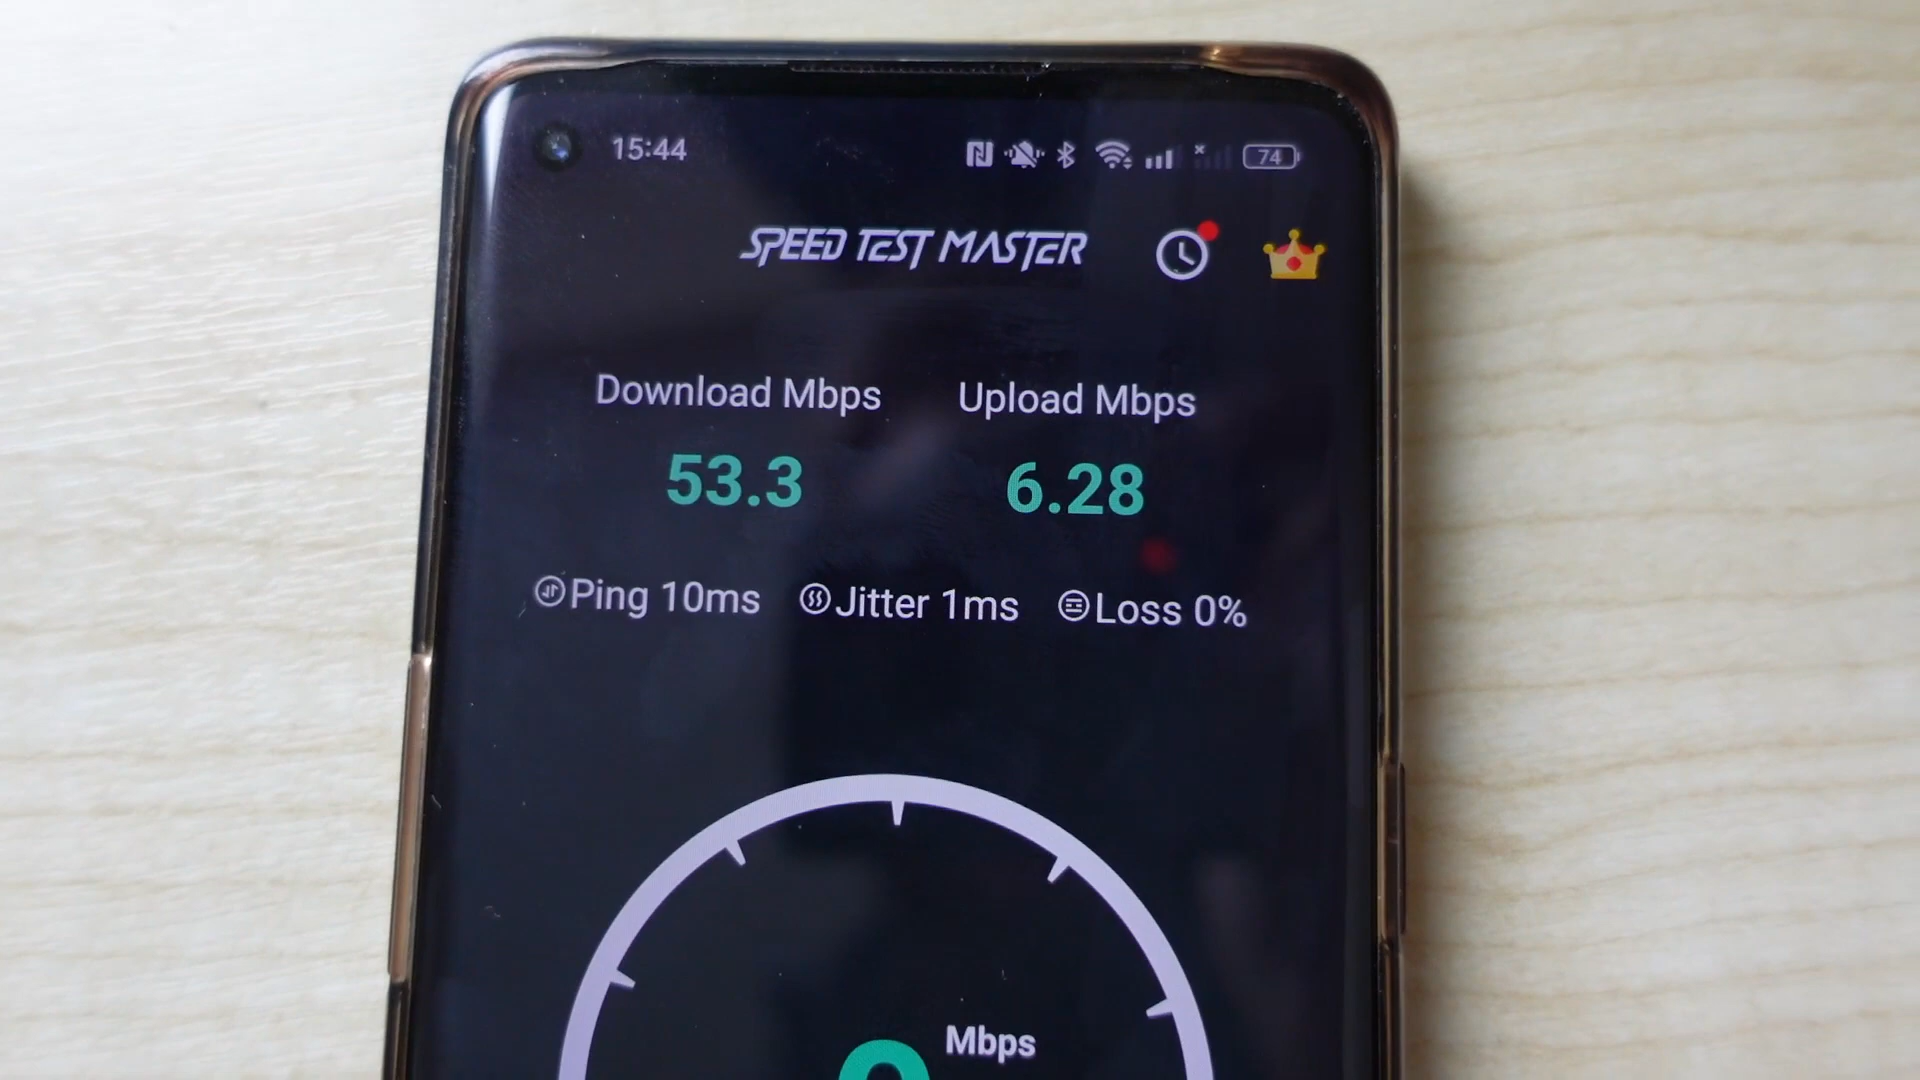 15:44 74
SPEED TEST MASTER
Download Mbps Upload Mbps
53.3 6.28
Ping 10ms Jitter 1ms Loss 0%
Mbps